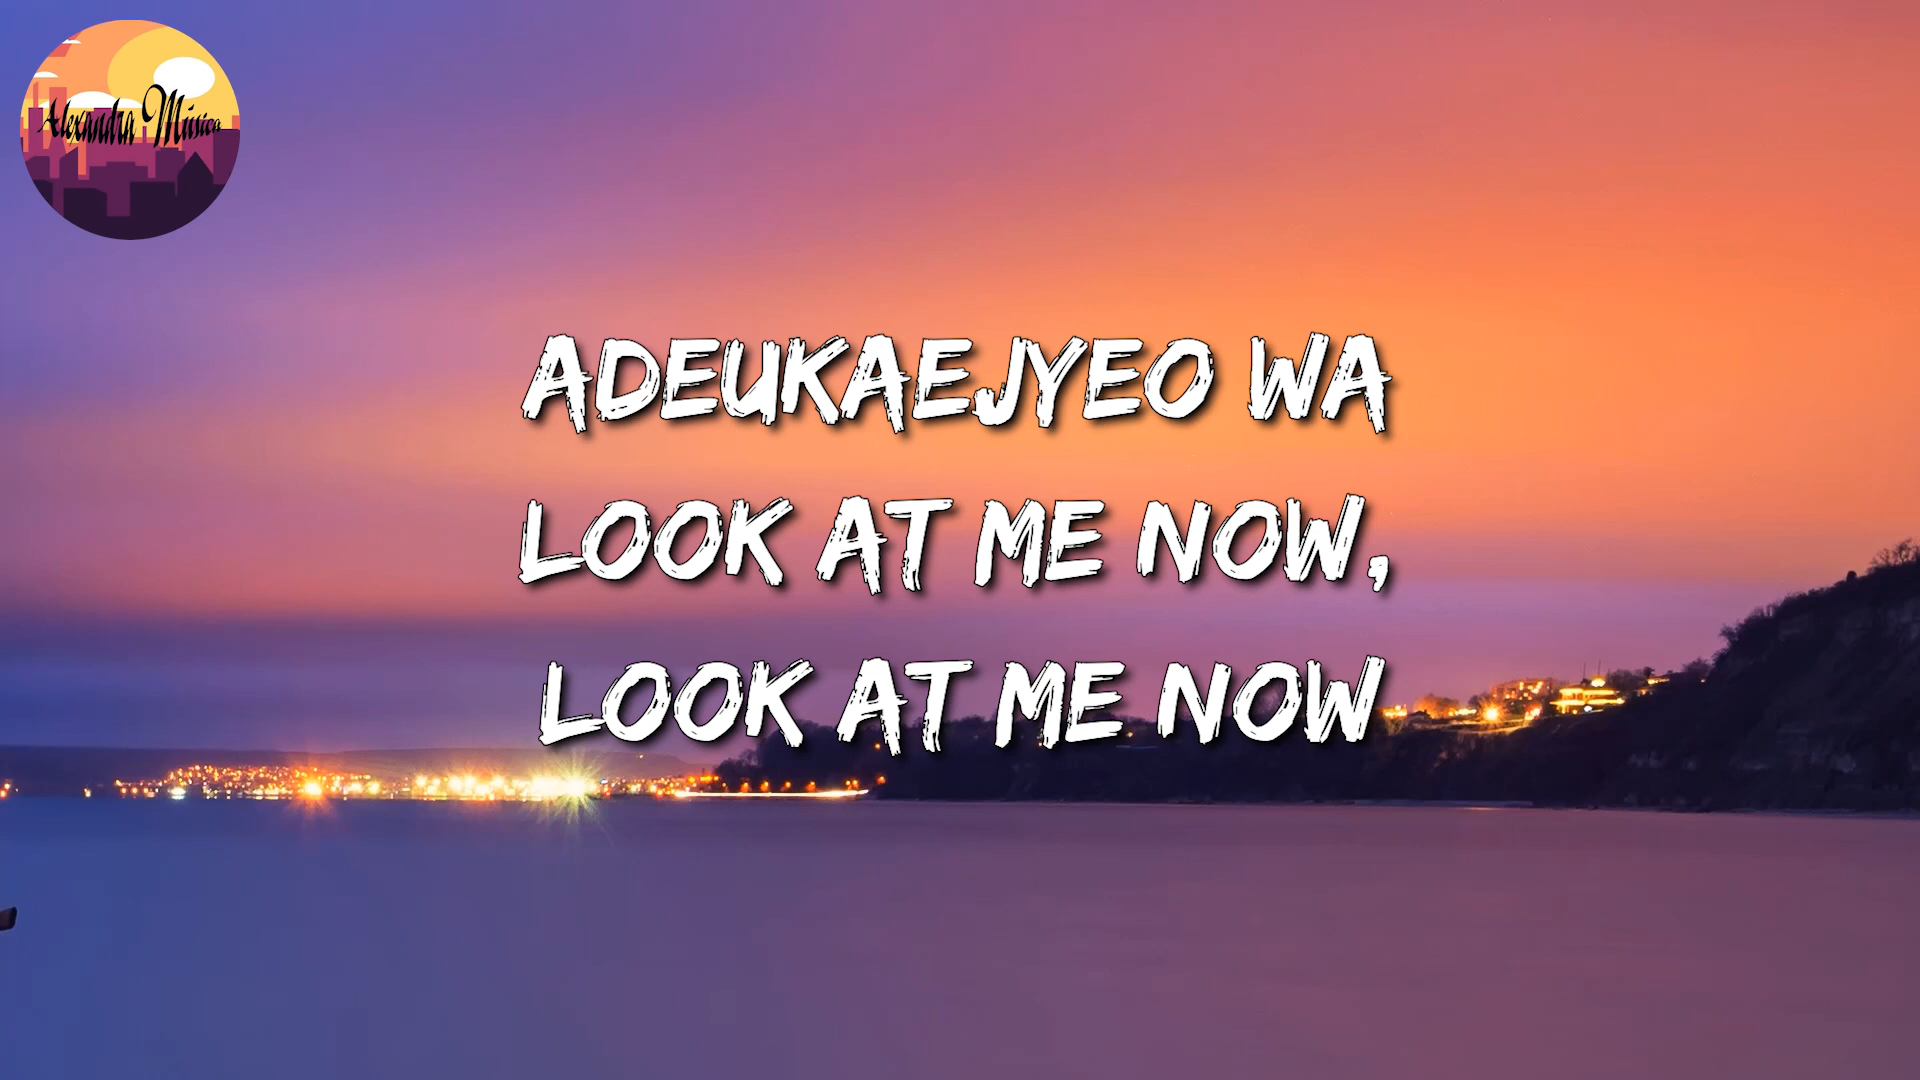 Alexandra Música
ADEUKAEJYEO WA
LOOK AT ME NOW,
LOOK AT ME NOW